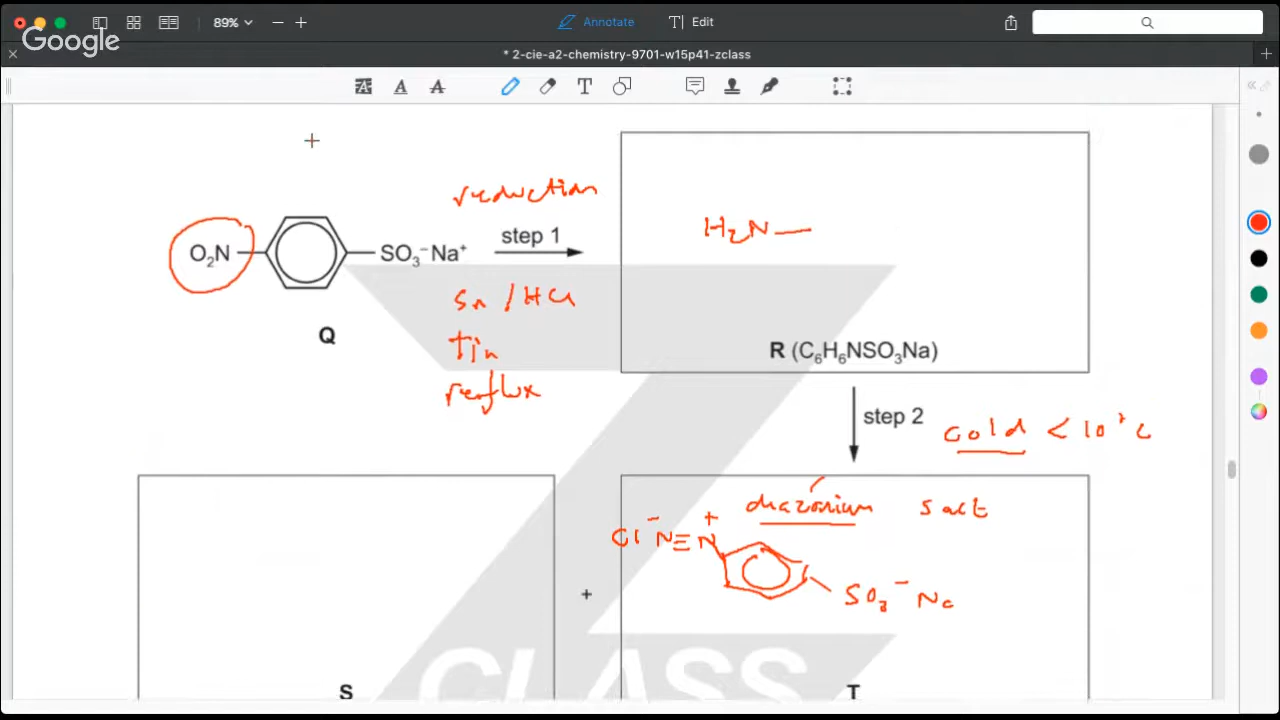 89%
Annotate
T| Edit
Google
* 2-cie-a2-chemistry-9701-w15p41-zclass
reduction
step 1
O₂N
SO₃⁻Na⁺
H₂N
Sn / HCl
Q
tin
reflux
R (C₆H₆NSO₃Na)
step 2
cold < 10°C
diazonium salt
Cl⁻ N≡N⁺
+
SO₃⁻ Na
CLASS
S
T